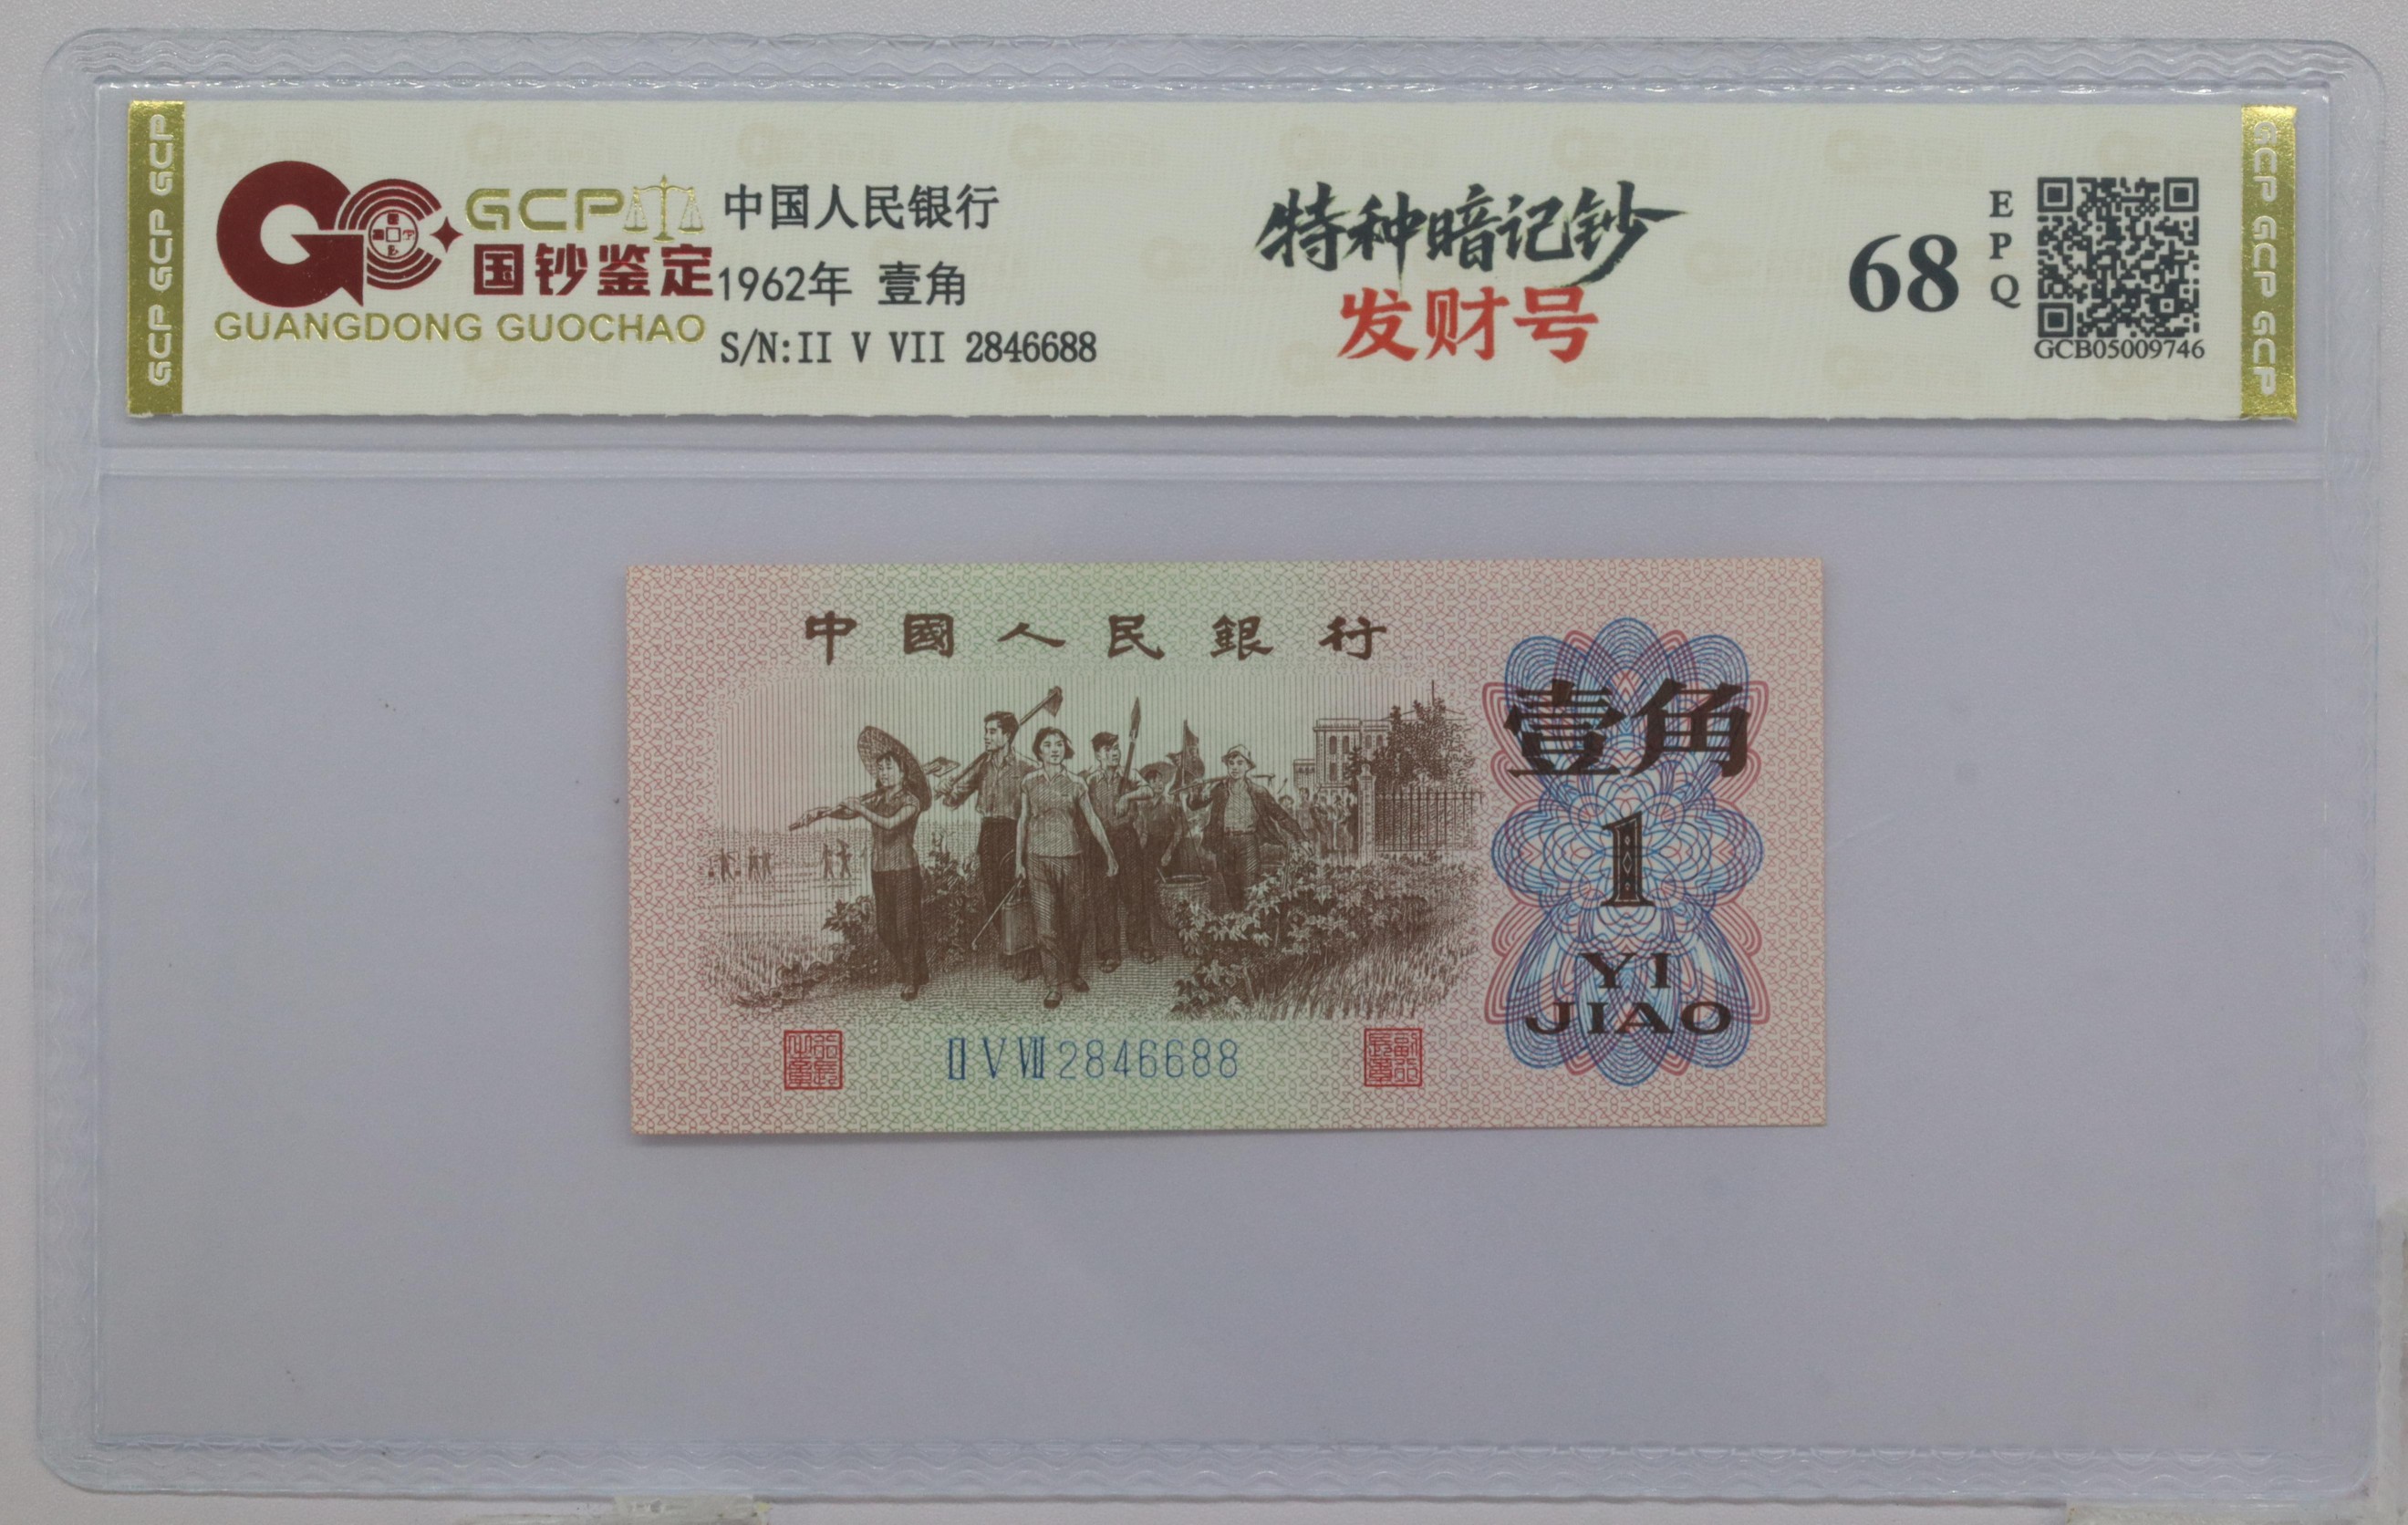 GCP GCP GCP
GCP
国钞鉴定
GUANGDONG GUOCHAO
中国人民银行
1962年 壹角
S/N:II V VII 2846688
特种暗记钞
发财号
68
EPQ
GCB05009746
GCP GCP GCP
中國人民銀行
壹角
1
YI
JIAO
II V VII 2846688